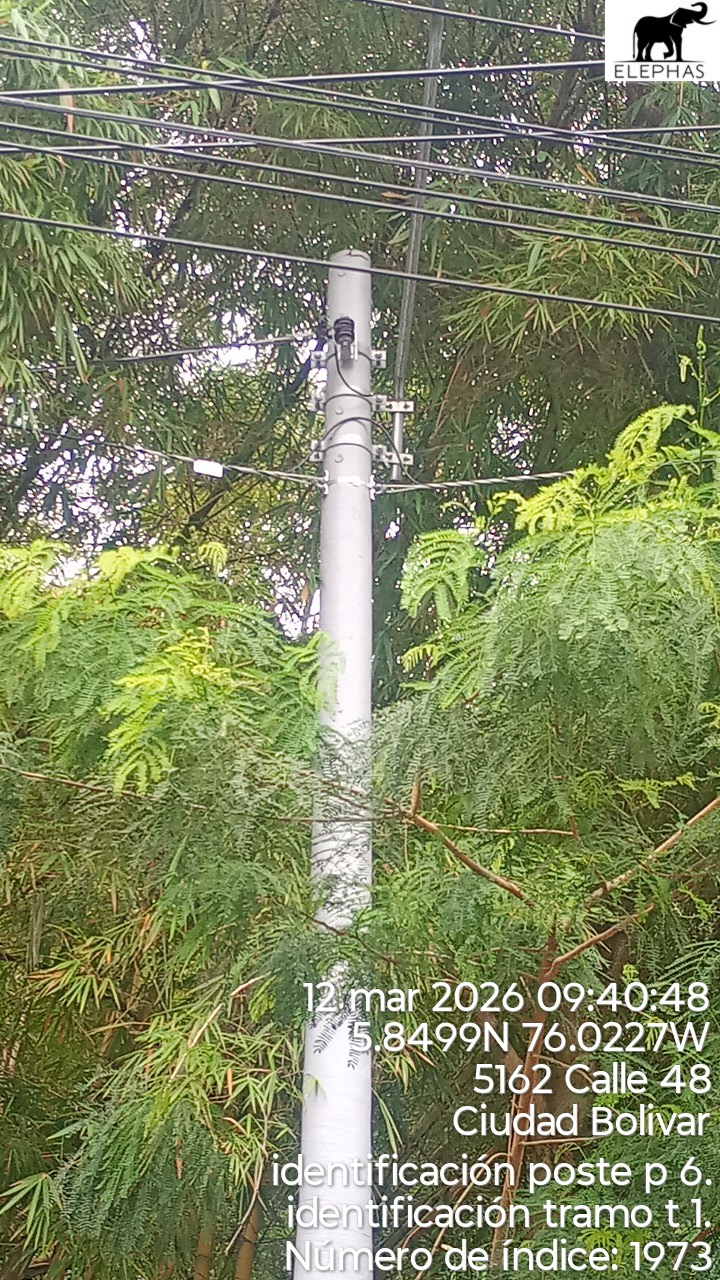 ELEPHAS
12 mar 2026 09:40:48
5.8499N 76.0227W
5162 Calle 48
Ciudad Bolivar
identificación poste p 6.
identificación tramo t 1.
Número de índice: 1973